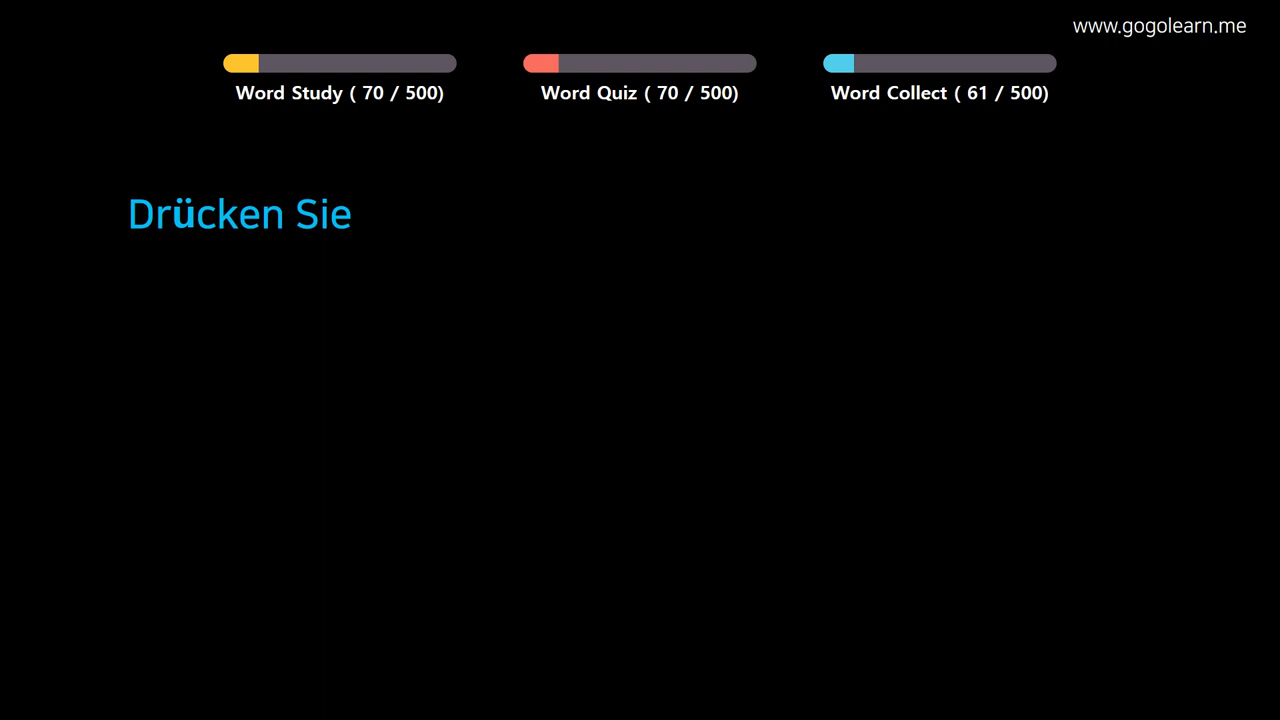 www.gogolearn.me
Word Study ( 70 / 500)
Word Quiz ( 70 / 500)
Word Collect ( 61 / 500)
Drücken Sie